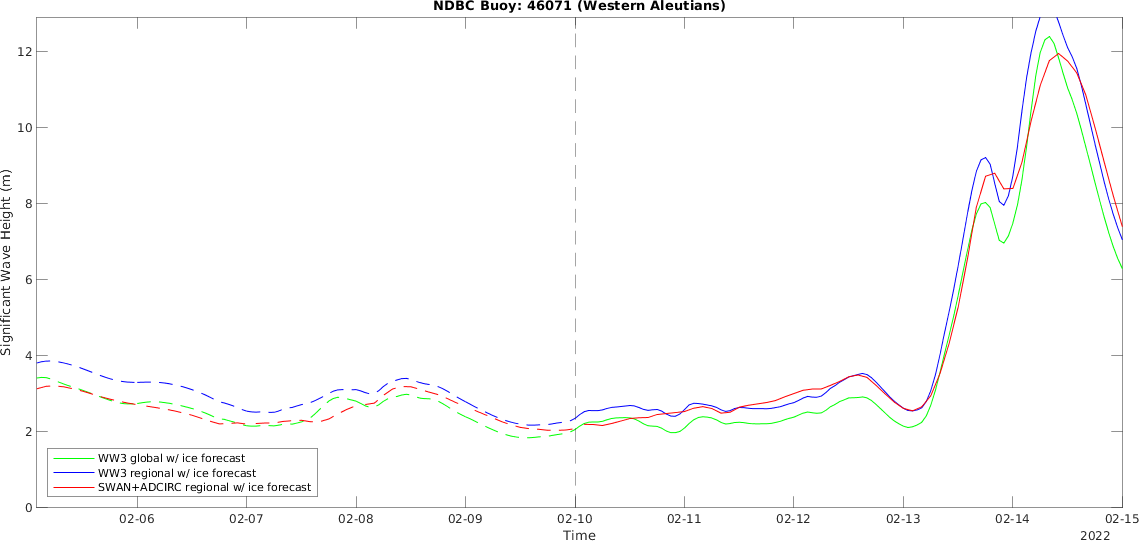 NDBC Buoy: 46071 (Western Aleutians)
12
10
8
6
4
2
0
Significant Wave Height (m)
WW3 global w/ ice forecast
WW3 regional w/ ice forecast
SWAN+ADCIRC regional w/ ice forecast
02-06 02-07 02-08 02-09 02-10 02-11 02-12 02-13 02-14 02-15
Time
2022